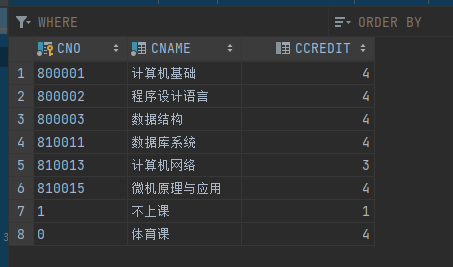 WHERE ORDER BY
CNO CNAME CCREDIT
1 800001 计算机基础 4
2 800002 程序设计语言 4
3 800003 数据结构 4
4 810011 数据库系统 4
5 810013 计算机网络 3
6 810015 微机原理与应用 4
7 1 不上课 1
8 0 体育课 4
3